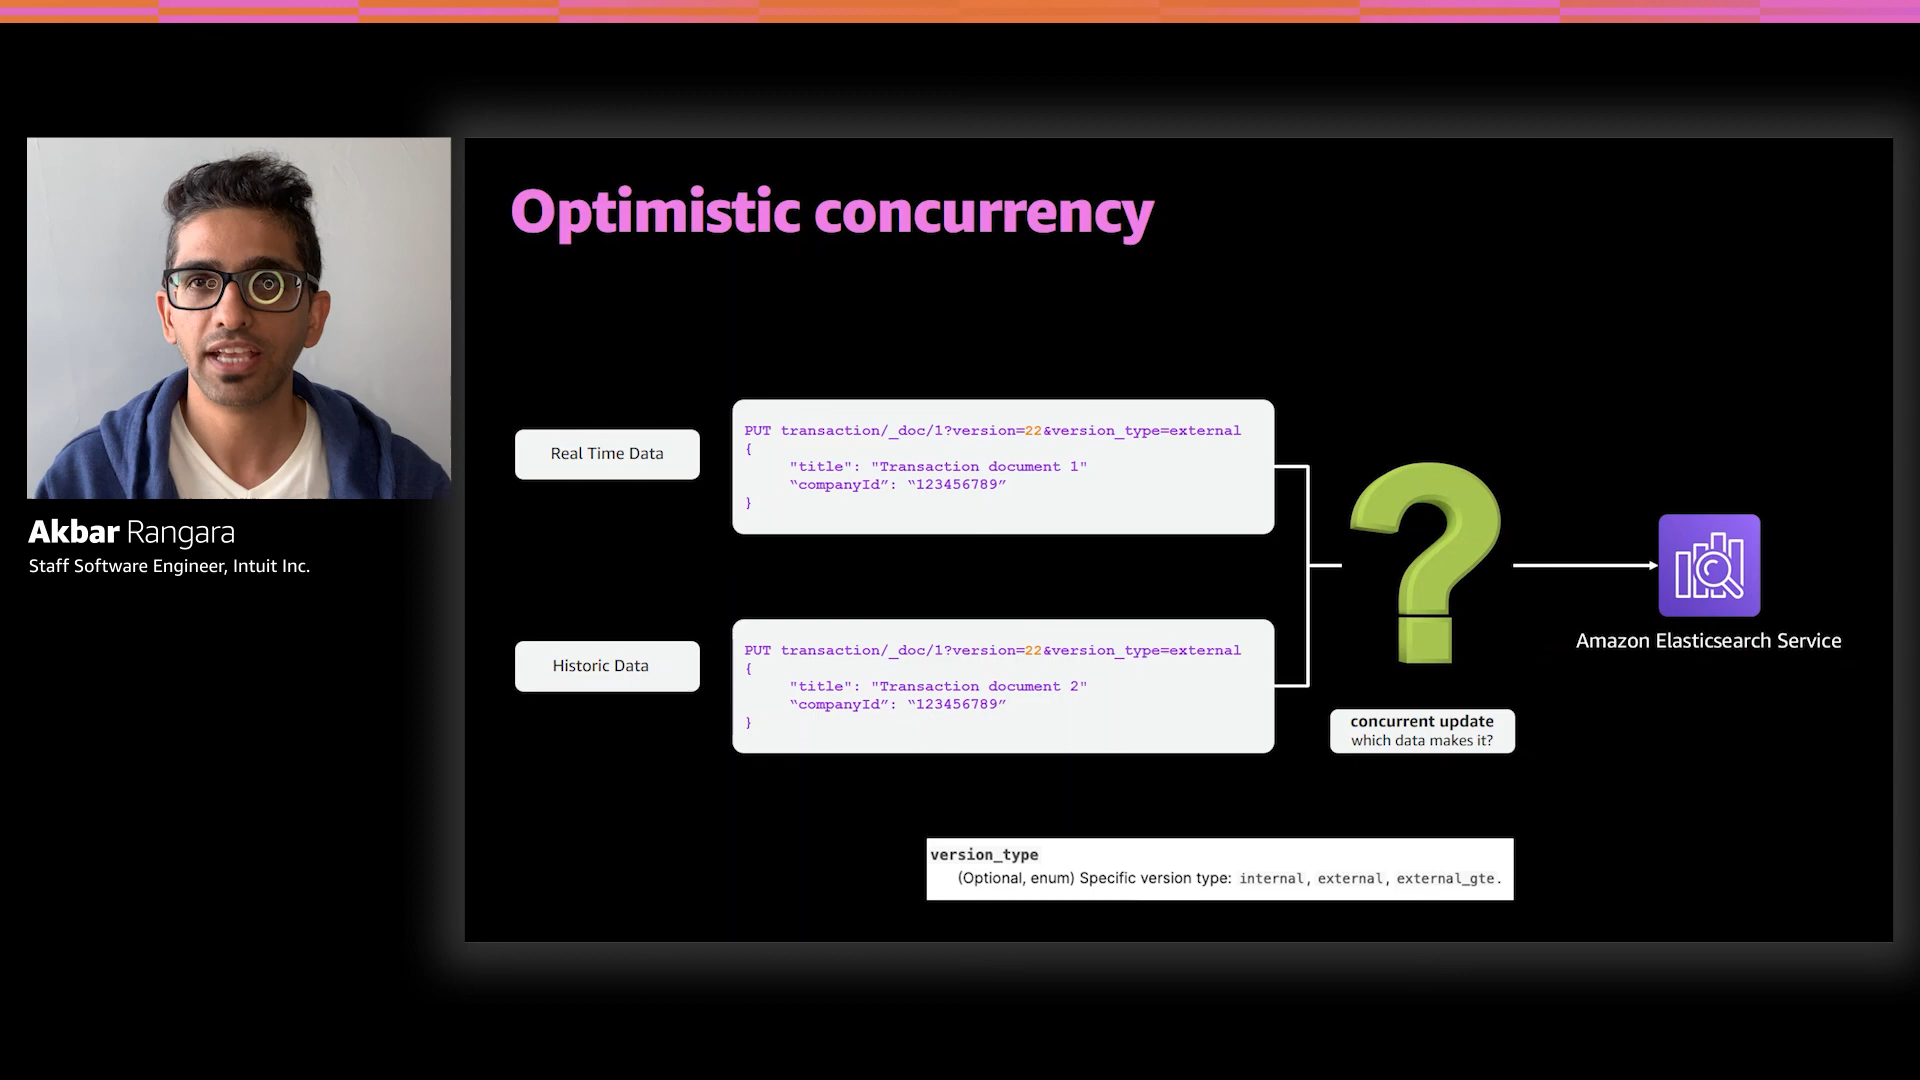 Optimistic concurrency
Akbar Rangara
Staff Software Engineer, Intuit Inc.
Real Time Data
PUT transaction/_doc/1?version=22&version_type=external
{
"title": "Transaction document 1"
“companyId”: “123456789”
}
Historic Data
PUT transaction/_doc/1?version=22&version_type=external
{
"title": "Transaction document 2"
“companyId”: “123456789”
}
?
concurrent update
which data makes it?
Amazon Elasticsearch Service
version_type
(Optional, enum) Specific version type: internal, external, external_gte.